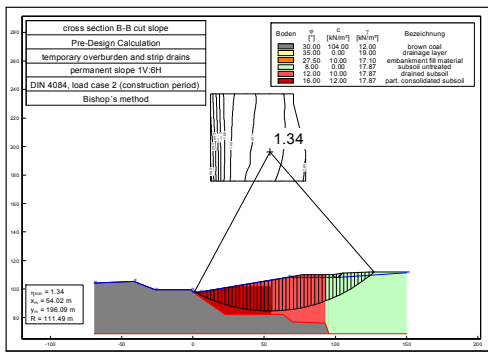 cross section B-B cut slope
Pre-Design Calculation
temporary overburden and strip drains
permanent slope 1V:6H
DIN 4084, load case 2 (construction period)
Bishop´s method
Boden φ [°] c [kN/m²] γ [kN/m³] Bezeichnung
30.00 104.00 12.00 brown coal
35.00 0.00 19.00 drainage layer
27.50 10.00 17.10 embankment fill material
8.00 0.00 17.87 subsoil untreated
12.00 10.00 17.87 drained subsoil
16.00 12.00 17.87 part. consolidated subsoil
1.34
ηmin = 1.34
xm = 54.02 m
ym = 196.09 m
R = 111.49 m
280
260
240
220
200
180
160
140
120
100
80
-100 -50 0 50 100 150 200